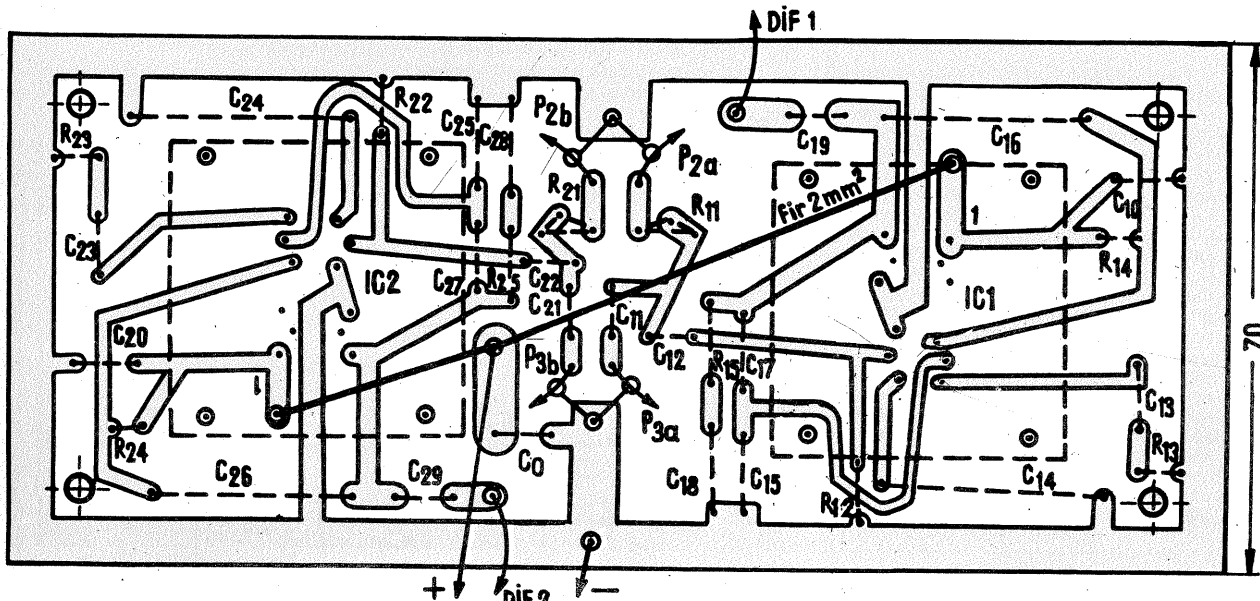 DİF 1
C24
R22
C25
C28
P2b
P2a
C19
C16
R23
R21
R11
Fir 2mm²
1
C10
R14
C23
C27
R25
C22
C21
IC2
IC1
C11
C20
C12
P3b
R15
C17
P3a
C13
R13
1
R24
C26
C29
C0
C18
C15
R12
C14
70
+
DİF 2
—